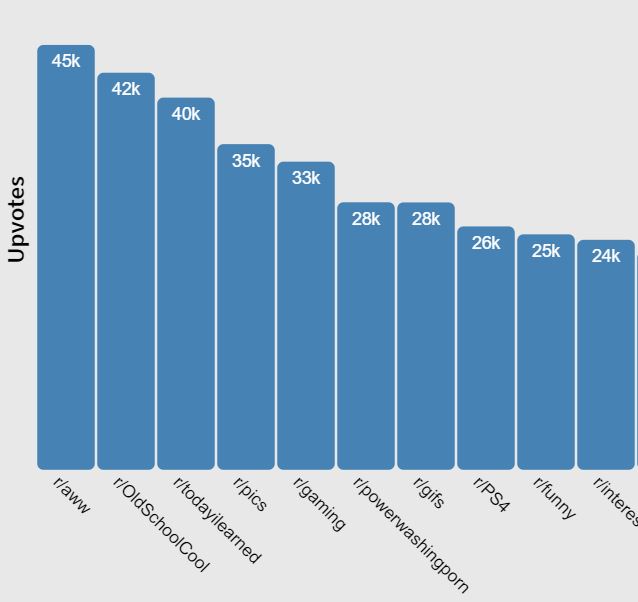 Upvotes
45k
42k
40k
35k
33k
28k
28k
26k
25k
24k
r/aww
r/OldSchoolCool
r/todayilearned
r/pics
r/gaming
r/powerwashingporn
r/gifs
r/PS4
r/funny